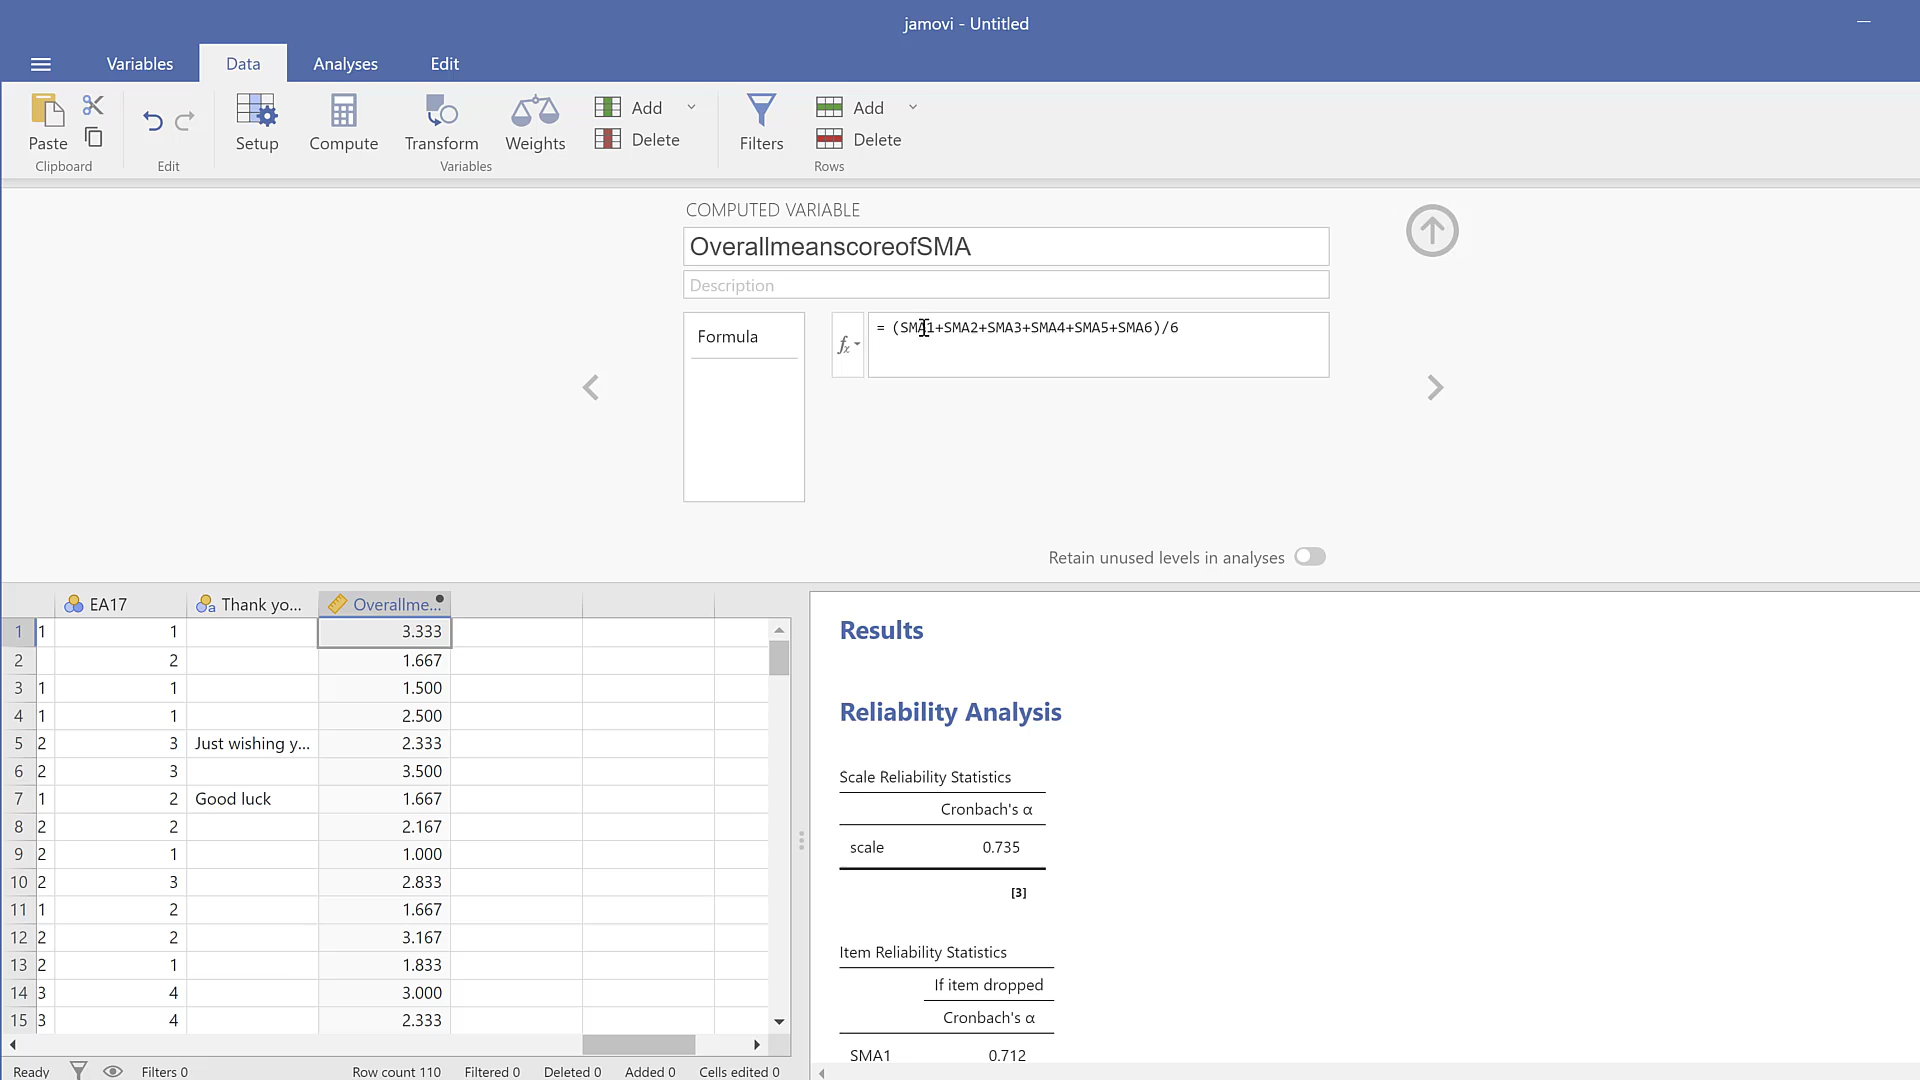 jamovi - Untitled
Variables Data Analyses Edit
Paste Setup Compute Transform Weights Add Delete Filters Add Delete
Clipboard Edit Variables Rows
COMPUTED VARIABLE
OverallmeanscoreofSMA
Description
Formula
fx
= (SMA1+SMA2+SMA3+SMA4+SMA5+SMA6)/6
Retain unused levels in analyses
EA17 a Thank yo... Overallme...
1 1 1 3.333
2 2 1.667
3 1 1 1.500
4 1 1 2.500
5 2 3 Just wishing y... 2.333
6 2 3 3.500
7 1 2 Good luck 1.667
8 2 2 2.167
9 2 1 1.000
10 2 3 2.833
11 1 2 1.667
12 2 2 3.167
13 2 1 1.833
14 3 4 3.000
15 3 4 2.333
Ready Filters 0 Row count 110 Filtered 0 Deleted 0 Added 0 Cells edited 0
Results
Reliability Analysis
Scale Reliability Statistics
Cronbach's α
scale 0.735
[3]
Item Reliability Statistics
If item dropped
Cronbach's α
SMA1 0.712